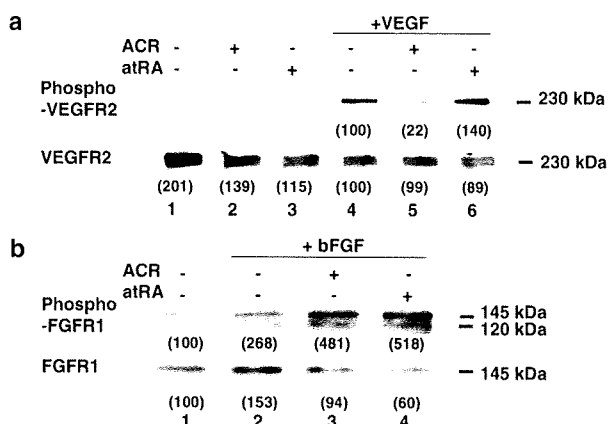 a
+VEGF
ACR - + - - + -
atRA - - + - - +
Phospho
-VEGFR2
230 kDa
(100) (22) (140)
VEGFR2
230 kDa
(201) (139) (115) (100) (99) (89)
1 2 3 4 5 6
b
+ bFGF
ACR - - + -
atRA - - - +
Phospho
-FGFR1
145 kDa
120 kDa
(100) (268) (481) (518)
FGFR1
145 kDa
(100) (153) (94) (60)
1 2 3 4